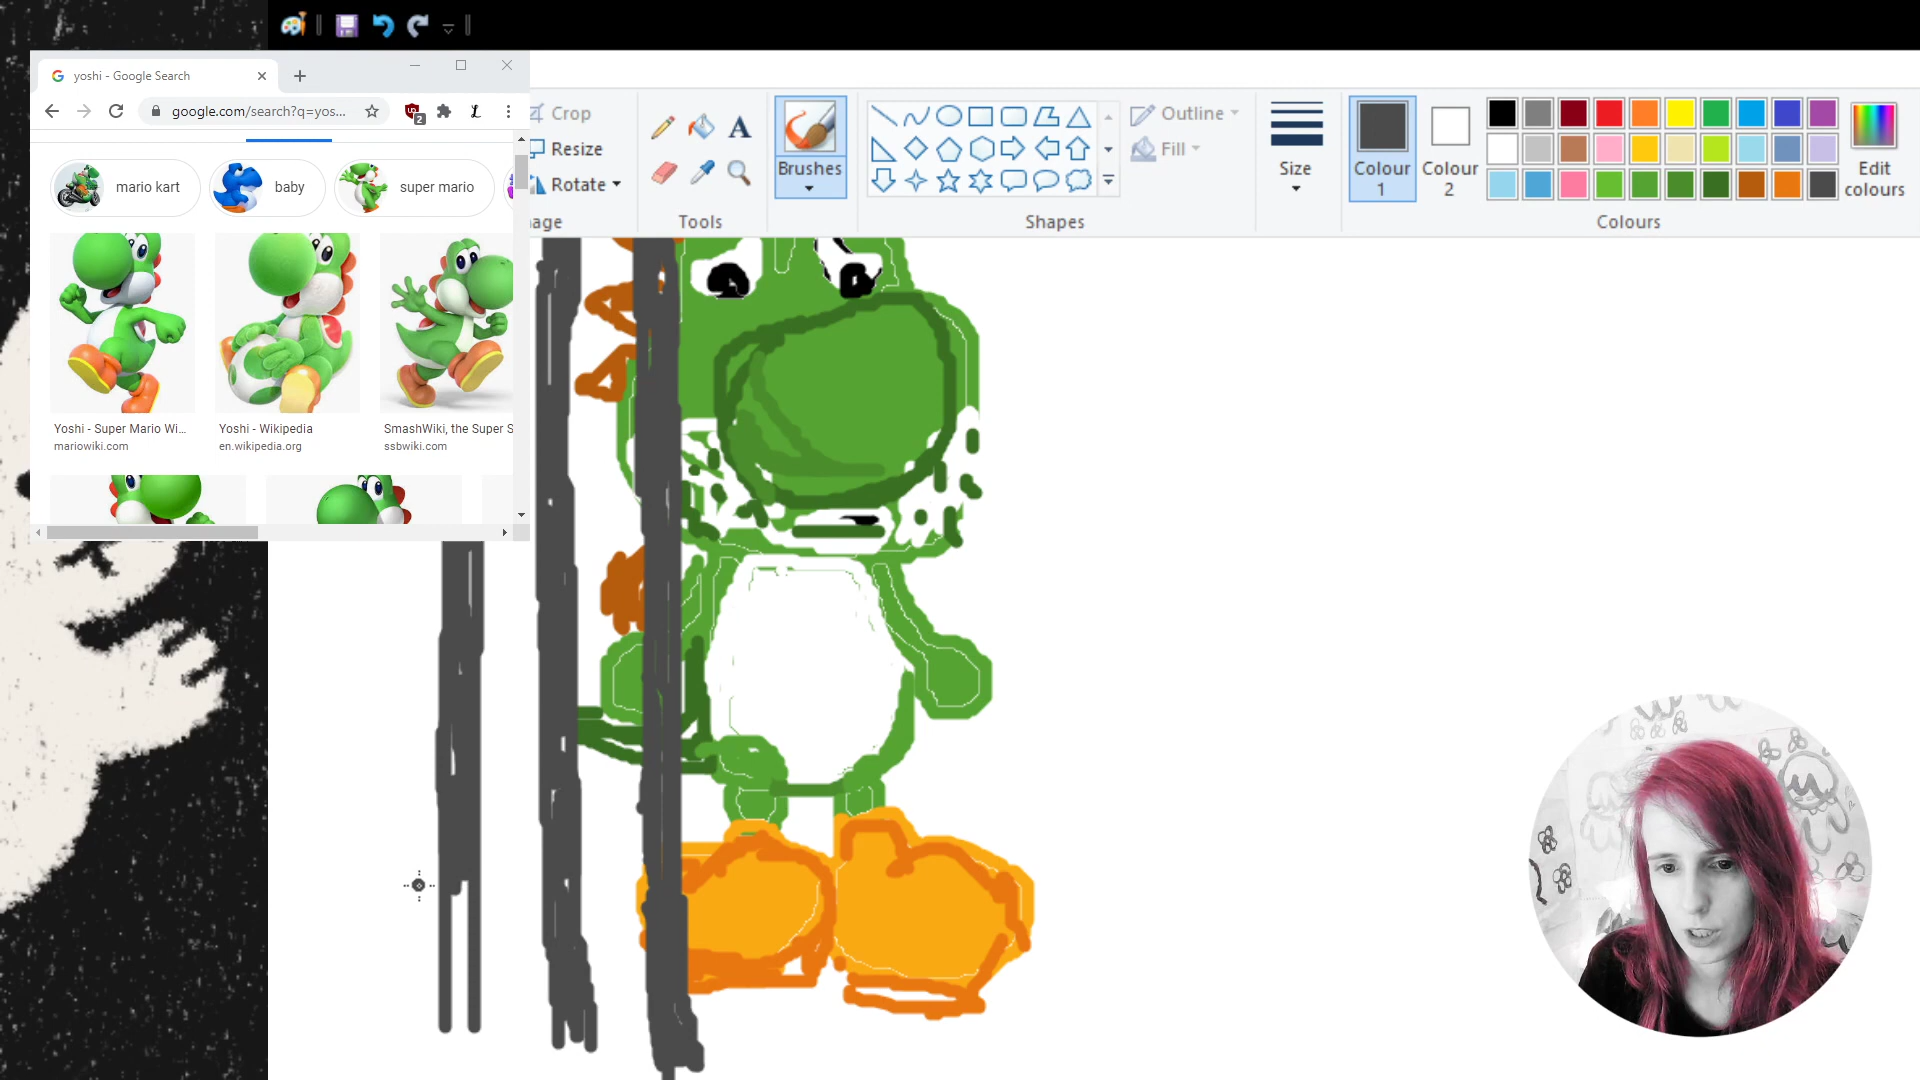 yoshi - Google Search
google.com/search?q=yos...
2
mario kart
baby
super mario
Yoshi - Super Mario Wi...
mariowiki.com
Yoshi - Wikipedia
en.wikipedia.org
SmashWiki, the Super S
ssbwiki.com
Crop
Resize
Rotate
age
A
Tools
Brushes
Shapes
Outline
Fill
Size
Colour 1
Colour 2
Edit colours
Colours